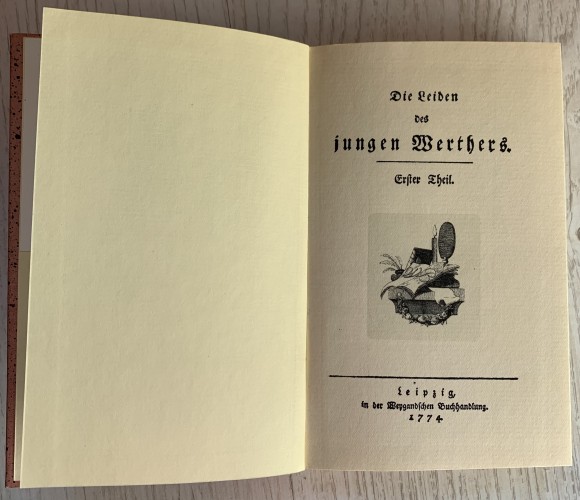 Die Leiden
des
jungen Werthers.
Erster Theil.
Leipzig,
in der Weygandschen Buchhandlung.
1774